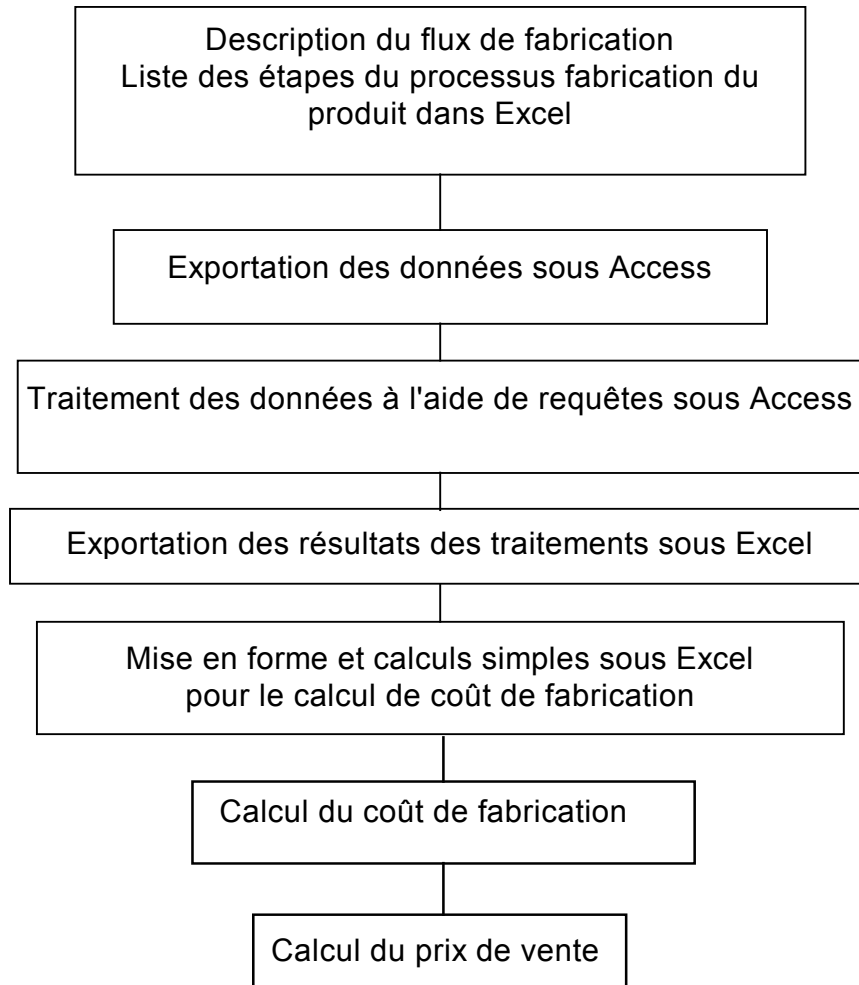 Description du flux de fabrication
Liste des étapes du processus fabrication du
produit dans Excel
Exportation des données sous Access
Traitement des données à l'aide de requêtes sous Access
Exportation des résultats des traitements sous Excel
Mise en forme et calculs simples sous Excel
pour le calcul de coût de fabrication
Calcul du coût de fabrication
Calcul du prix de vente